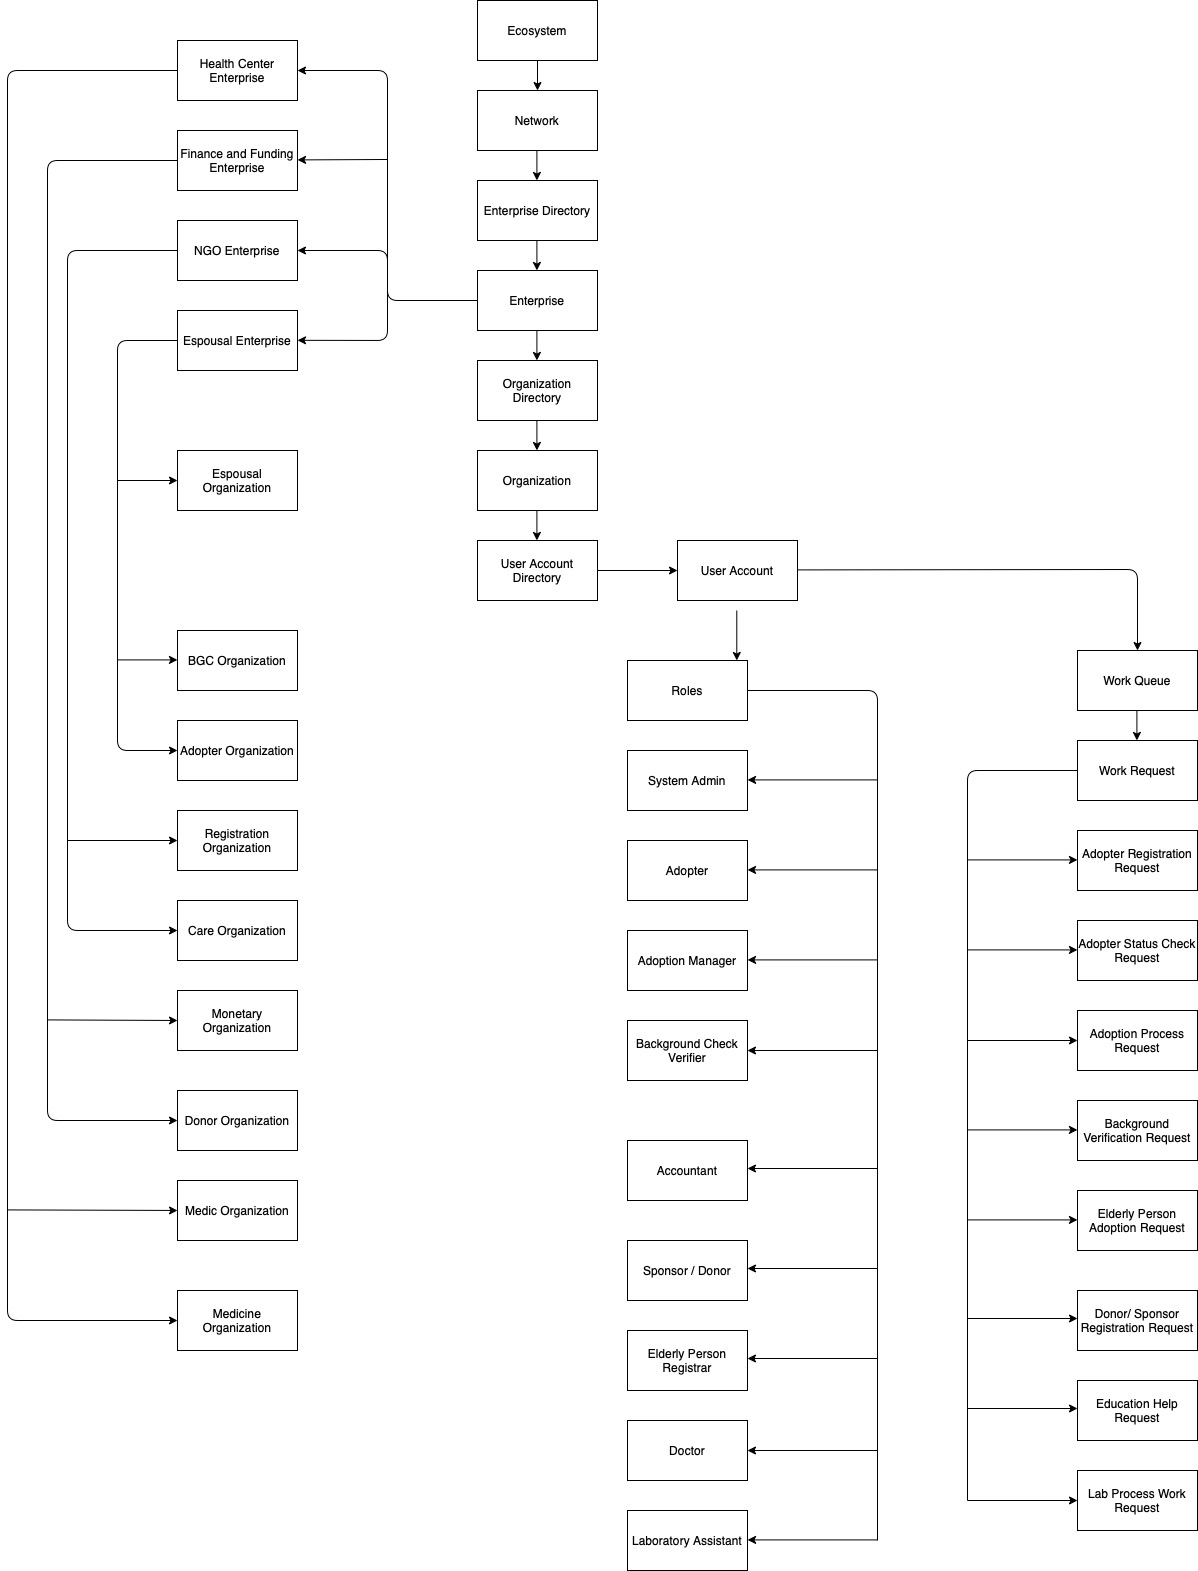 Ecosystem
Network
Enterprise Directory
Enterprise
Organization
Directory
Organization
User Account
Directory
Health Center
Enterprise
Finance and Funding
Enterprise
NGO Enterprise
Espousal Enterprise
Espousal
Organization
BGC Organization
Adopter Organization
Registration
Organization
Care Organization
Monetary
Organization
Donor Organization
Medic Organization
Medicine
Organization
User Account
Roles
System Admin
Adopter
Adoption Manager
Background Check
Verifier
Accountant
Sponsor / Donor
Elderly Person
Registrar
Doctor
Laboratory Assistant
Work Queue
Work Request
Adopter Registration
Request
Adopter Status Check
Request
Adoption Process
Request
Background
Verification Request
Elderly Person
Adoption Request
Donor/ Sponsor
Registration Request
Education Help
Request
Lab Process Work
Request